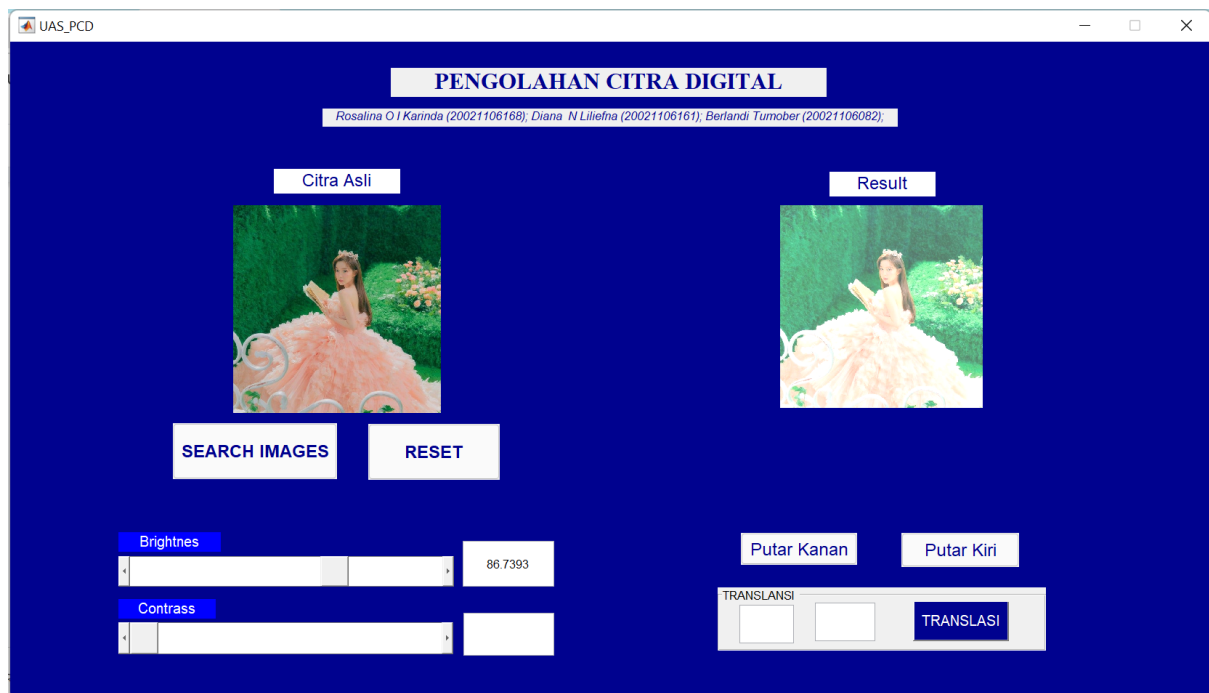 UAS_PCD
PENGOLAHAN CITRA DIGITAL
Rosalina O I Karinda (20021106168); Diana N Liliefna (20021106161); Berlandi Tumober (20021106082);
Citra Asli
Result
SEARCH IMAGES
RESET
Brightnes
86.7393
Contrass
Putar Kanan
Putar Kiri
TRANSLANSI
TRANSLASI